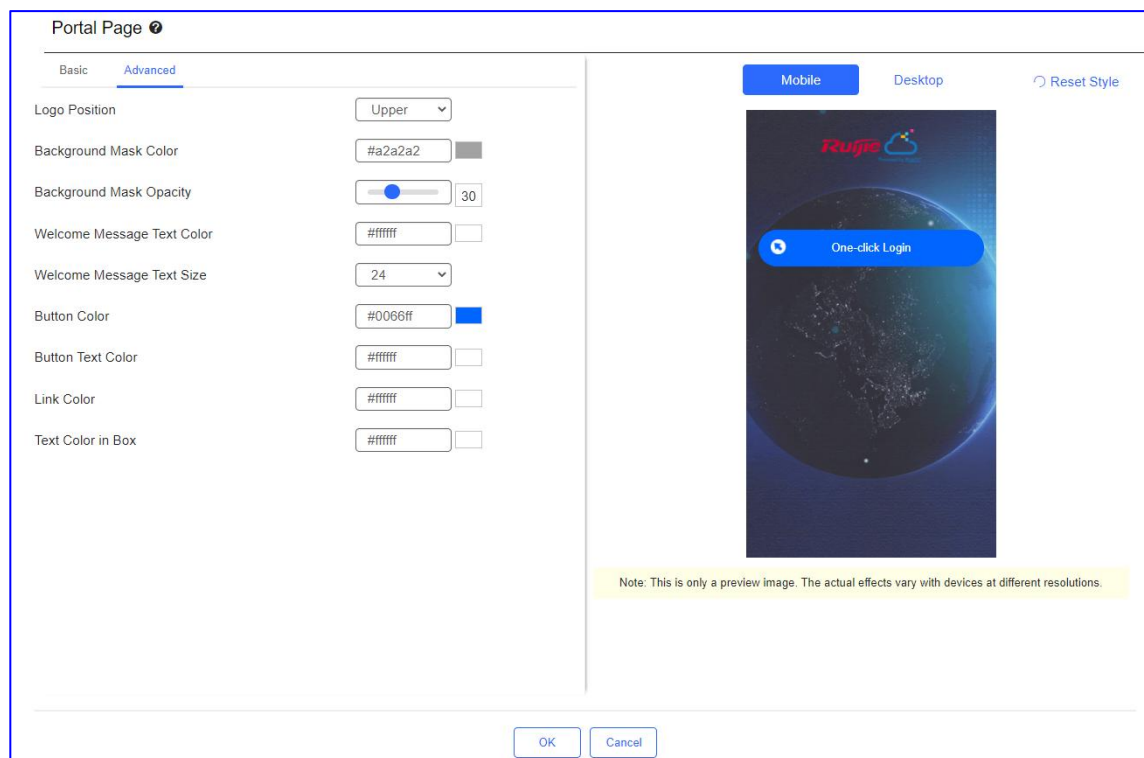 Portal Page
Basic Advanced
Mobile Desktop Reset Style
Logo Position Upper
Background Mask Color #a2a2a2
Background Mask Opacity 30
Welcome Message Text Color #ffffff
Welcome Message Text Size 24
Button Color #0066ff
Button Text Color #ffffff
Link Color #ffffff
Text Color in Box #ffffff
Ruijie
One-click Login
Note: This is only a preview image. The actual effects vary with devices at different resolutions.
OK Cancel